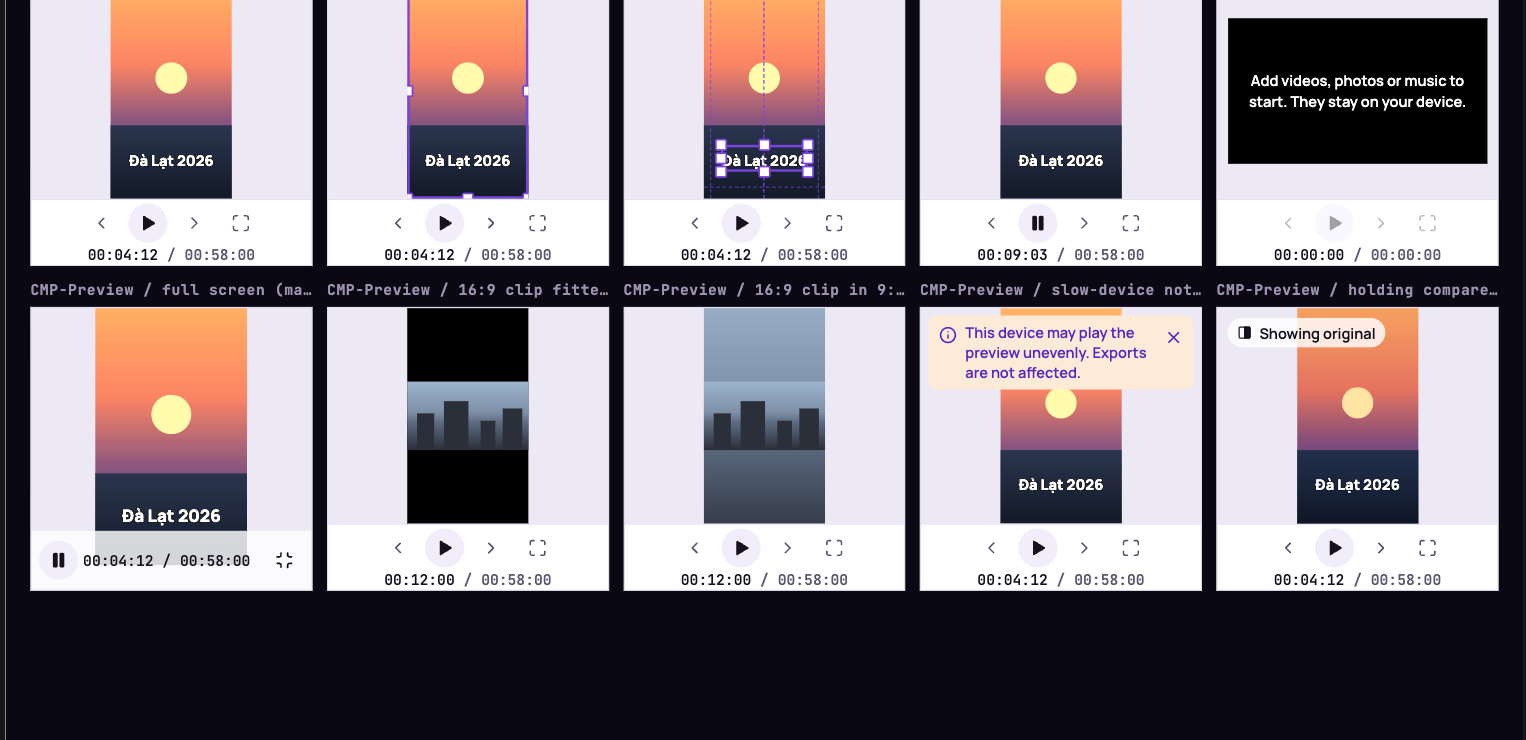 Đà Lạt 2026
Đà Lạt 2026
Đà Lạt 2026
Đà Lạt 2026
Add videos, photos or music to
start. They stay on your device.
00:04:12 / 00:58:00
00:04:12 / 00:58:00
00:04:12 / 00:58:00
00:09:03 / 00:58:00
00:00:00 / 00:00:00
CMP-Preview / full screen (ma…
CMP-Preview / 16:9 clip fitte…
CMP-Preview / 16:9 clip in 9:…
CMP-Preview / slow-device not…
CMP-Preview / holding compare…
Đà Lạt 2026
00:04:12 / 00:58:00
00:12:00 / 00:58:00
00:12:00 / 00:58:00
This device may play the
preview unevenly. Exports
are not affected.
Đà Lạt 2026
00:04:12 / 00:58:00
Showing original
Đà Lạt 2026
00:04:12 / 00:58:00